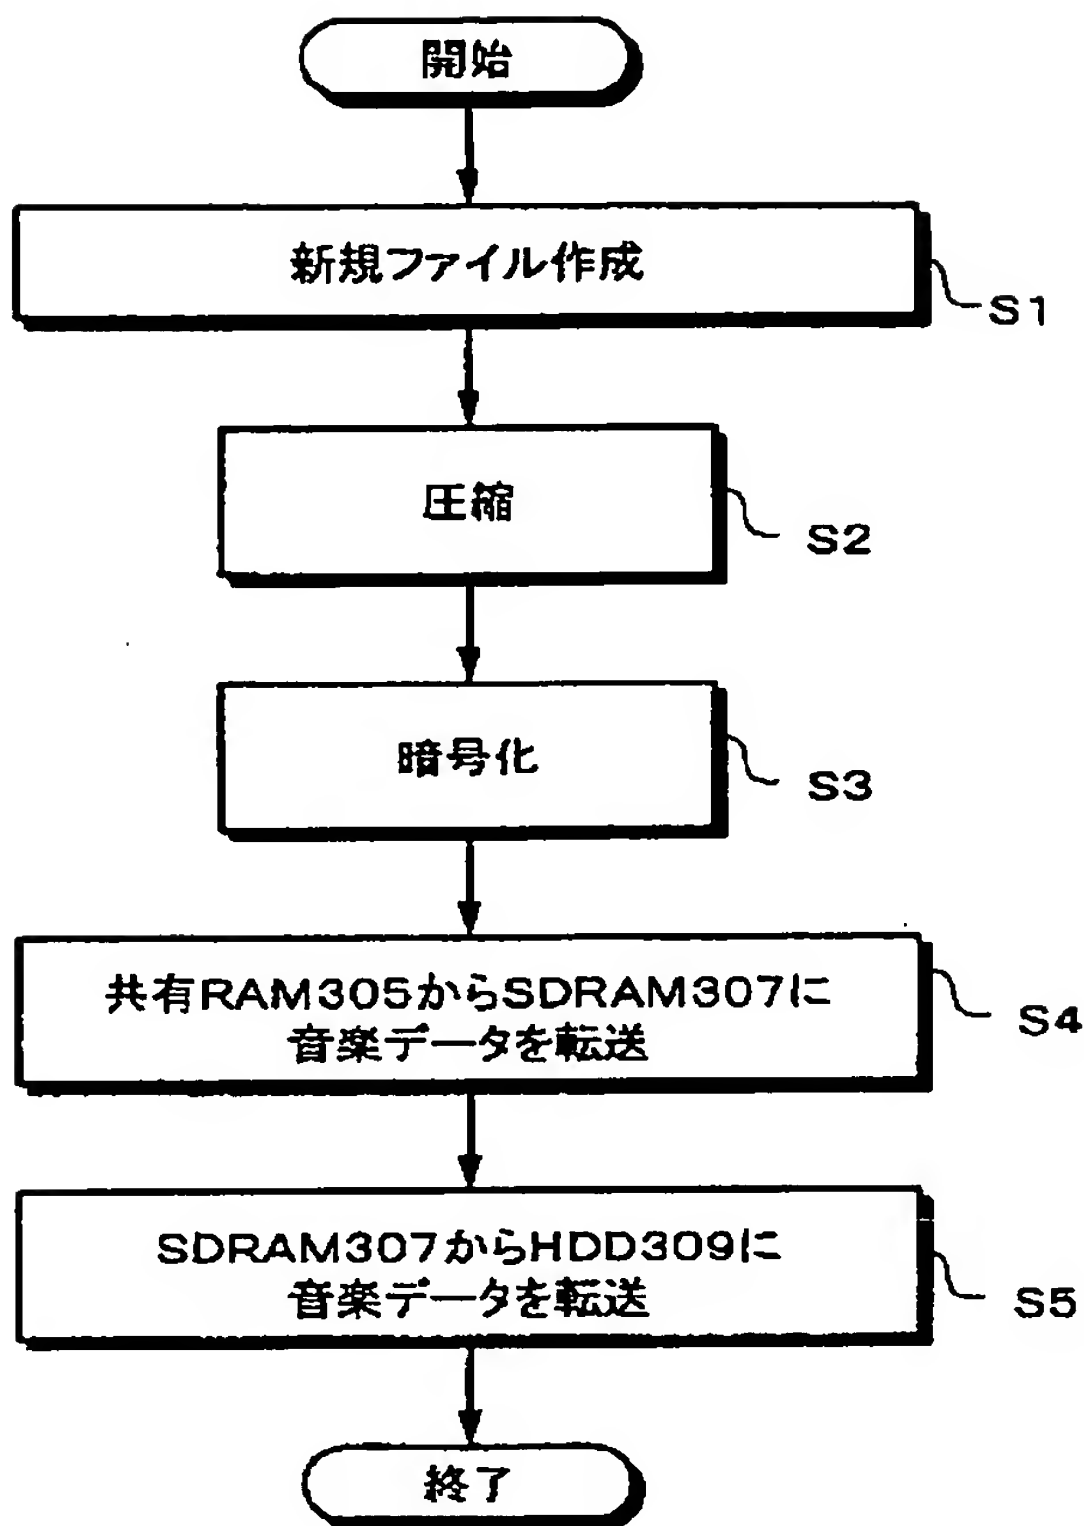 開始
新規ファイル作成
S1
圧縮
S2
暗号化
S3
共有RAM305からSDRAM307に
音楽データを転送
S4
SDRAM307からHDD309に
音楽データを転送
S5
終了